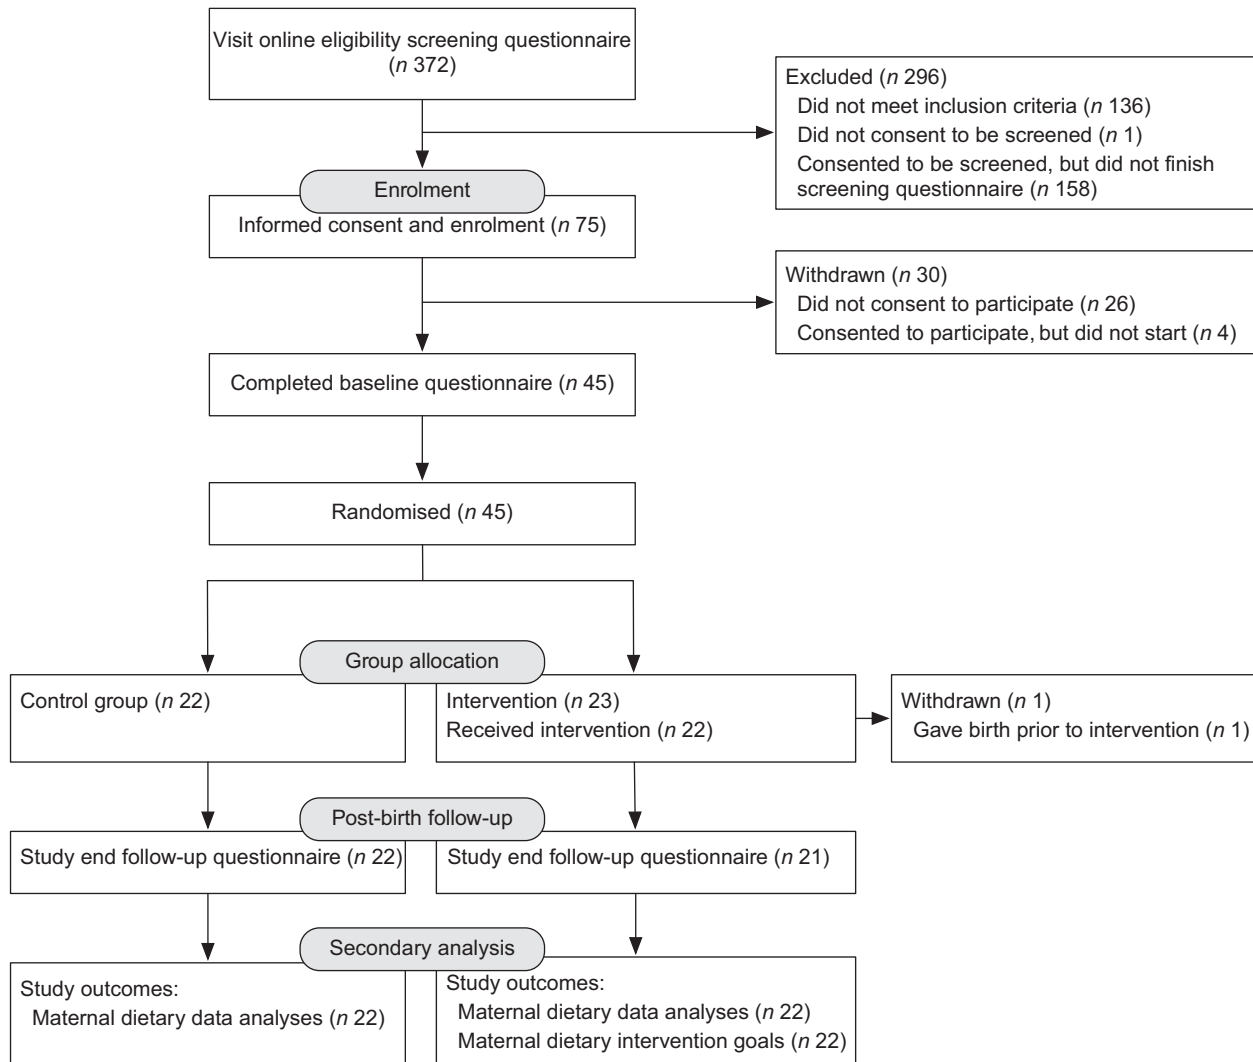 Visit online eligibility screening questionnaire
(n 372)
Excluded (n 296)
Did not meet inclusion criteria (n 136)
Did not consent to be screened (n 1)
Consented to be screened, but did not finish
screening questionnaire (n 158)
Enrolment
Informed consent and enrolment (n 75)
Withdrawn (n 30)
Did not consent to participate (n 26)
Consented to participate, but did not start (n 4)
Completed baseline questionnaire (n 45)
Randomised (n 45)
Group allocation
Control group (n 22)
Intervention (n 23)
Received intervention (n 22)
Withdrawn (n 1)
Gave birth prior to intervention (n 1)
Post-birth follow-up
Study end follow-up questionnaire (n 22)
Study end follow-up questionnaire (n 21)
Secondary analysis
Study outcomes:
Maternal dietary data analyses (n 22)
Study outcomes:
Maternal dietary data analyses (n 22)
Maternal dietary intervention goals (n 22)